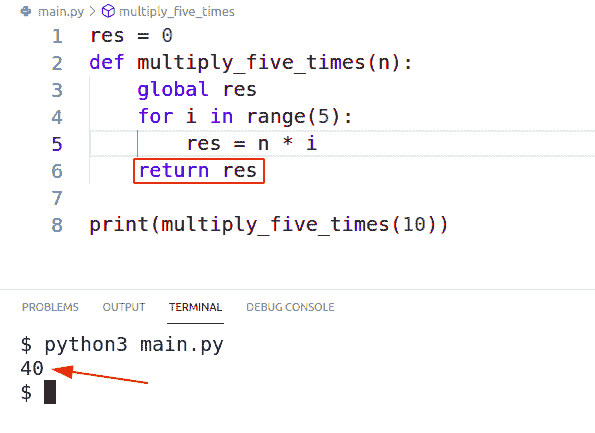 main.py > multiply_five_times
1 res = 0
2 def multiply_five_times(n):
3     global res
4     for i in range(5):
5         res = n * i
6     return res
7
8 print(multiply_five_times(10))
PROBLEMS OUTPUT TERMINAL DEBUG CONSOLE
$ python3 main.py
40
$